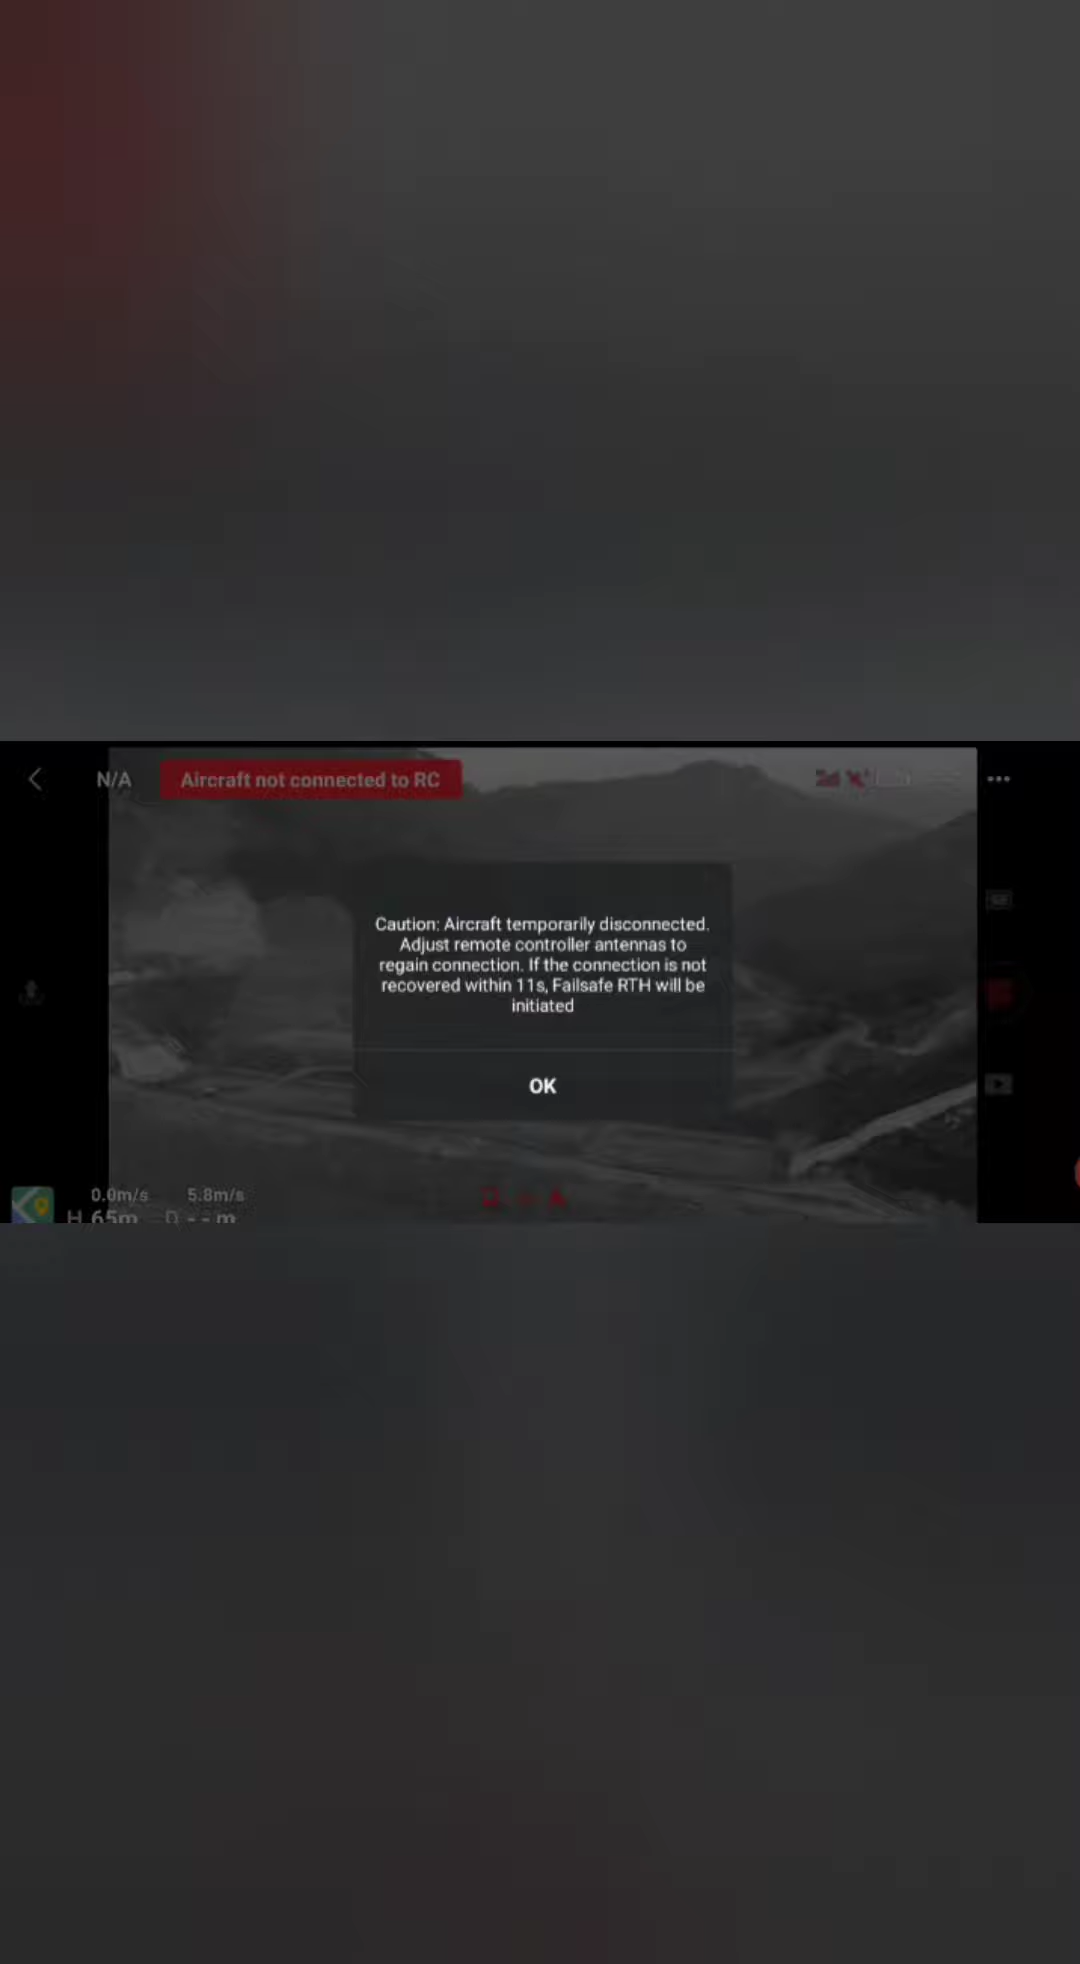 N/A
Aircraft not connected to RC
Caution: Aircraft temporarily disconnected.
Adjust remote controller antennas to
regain connection. If the connection is not
recovered within 11s, Failsafe RTH will be
initiated
OK
0.0m/s 5.8m/s
H 65m D - - m